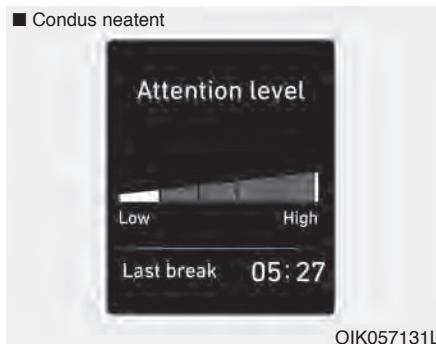 ■ Condus neatent
Attention level
Low High
Last break 05:27
OIK057131L